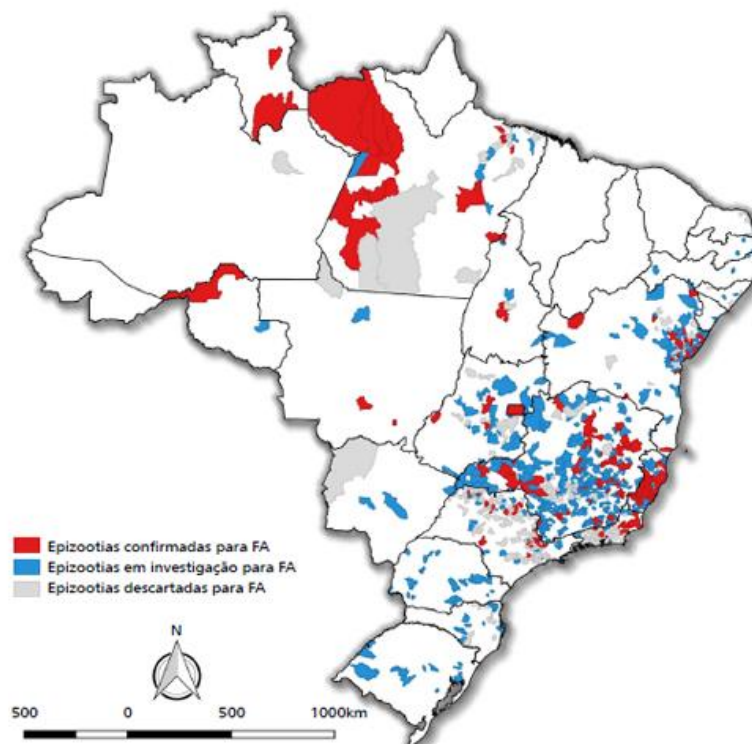 Epizootias confirmadas para FA
Epizootias em investigação para FA
Epizootias descartadas para FA
N
500 0 500 1000km